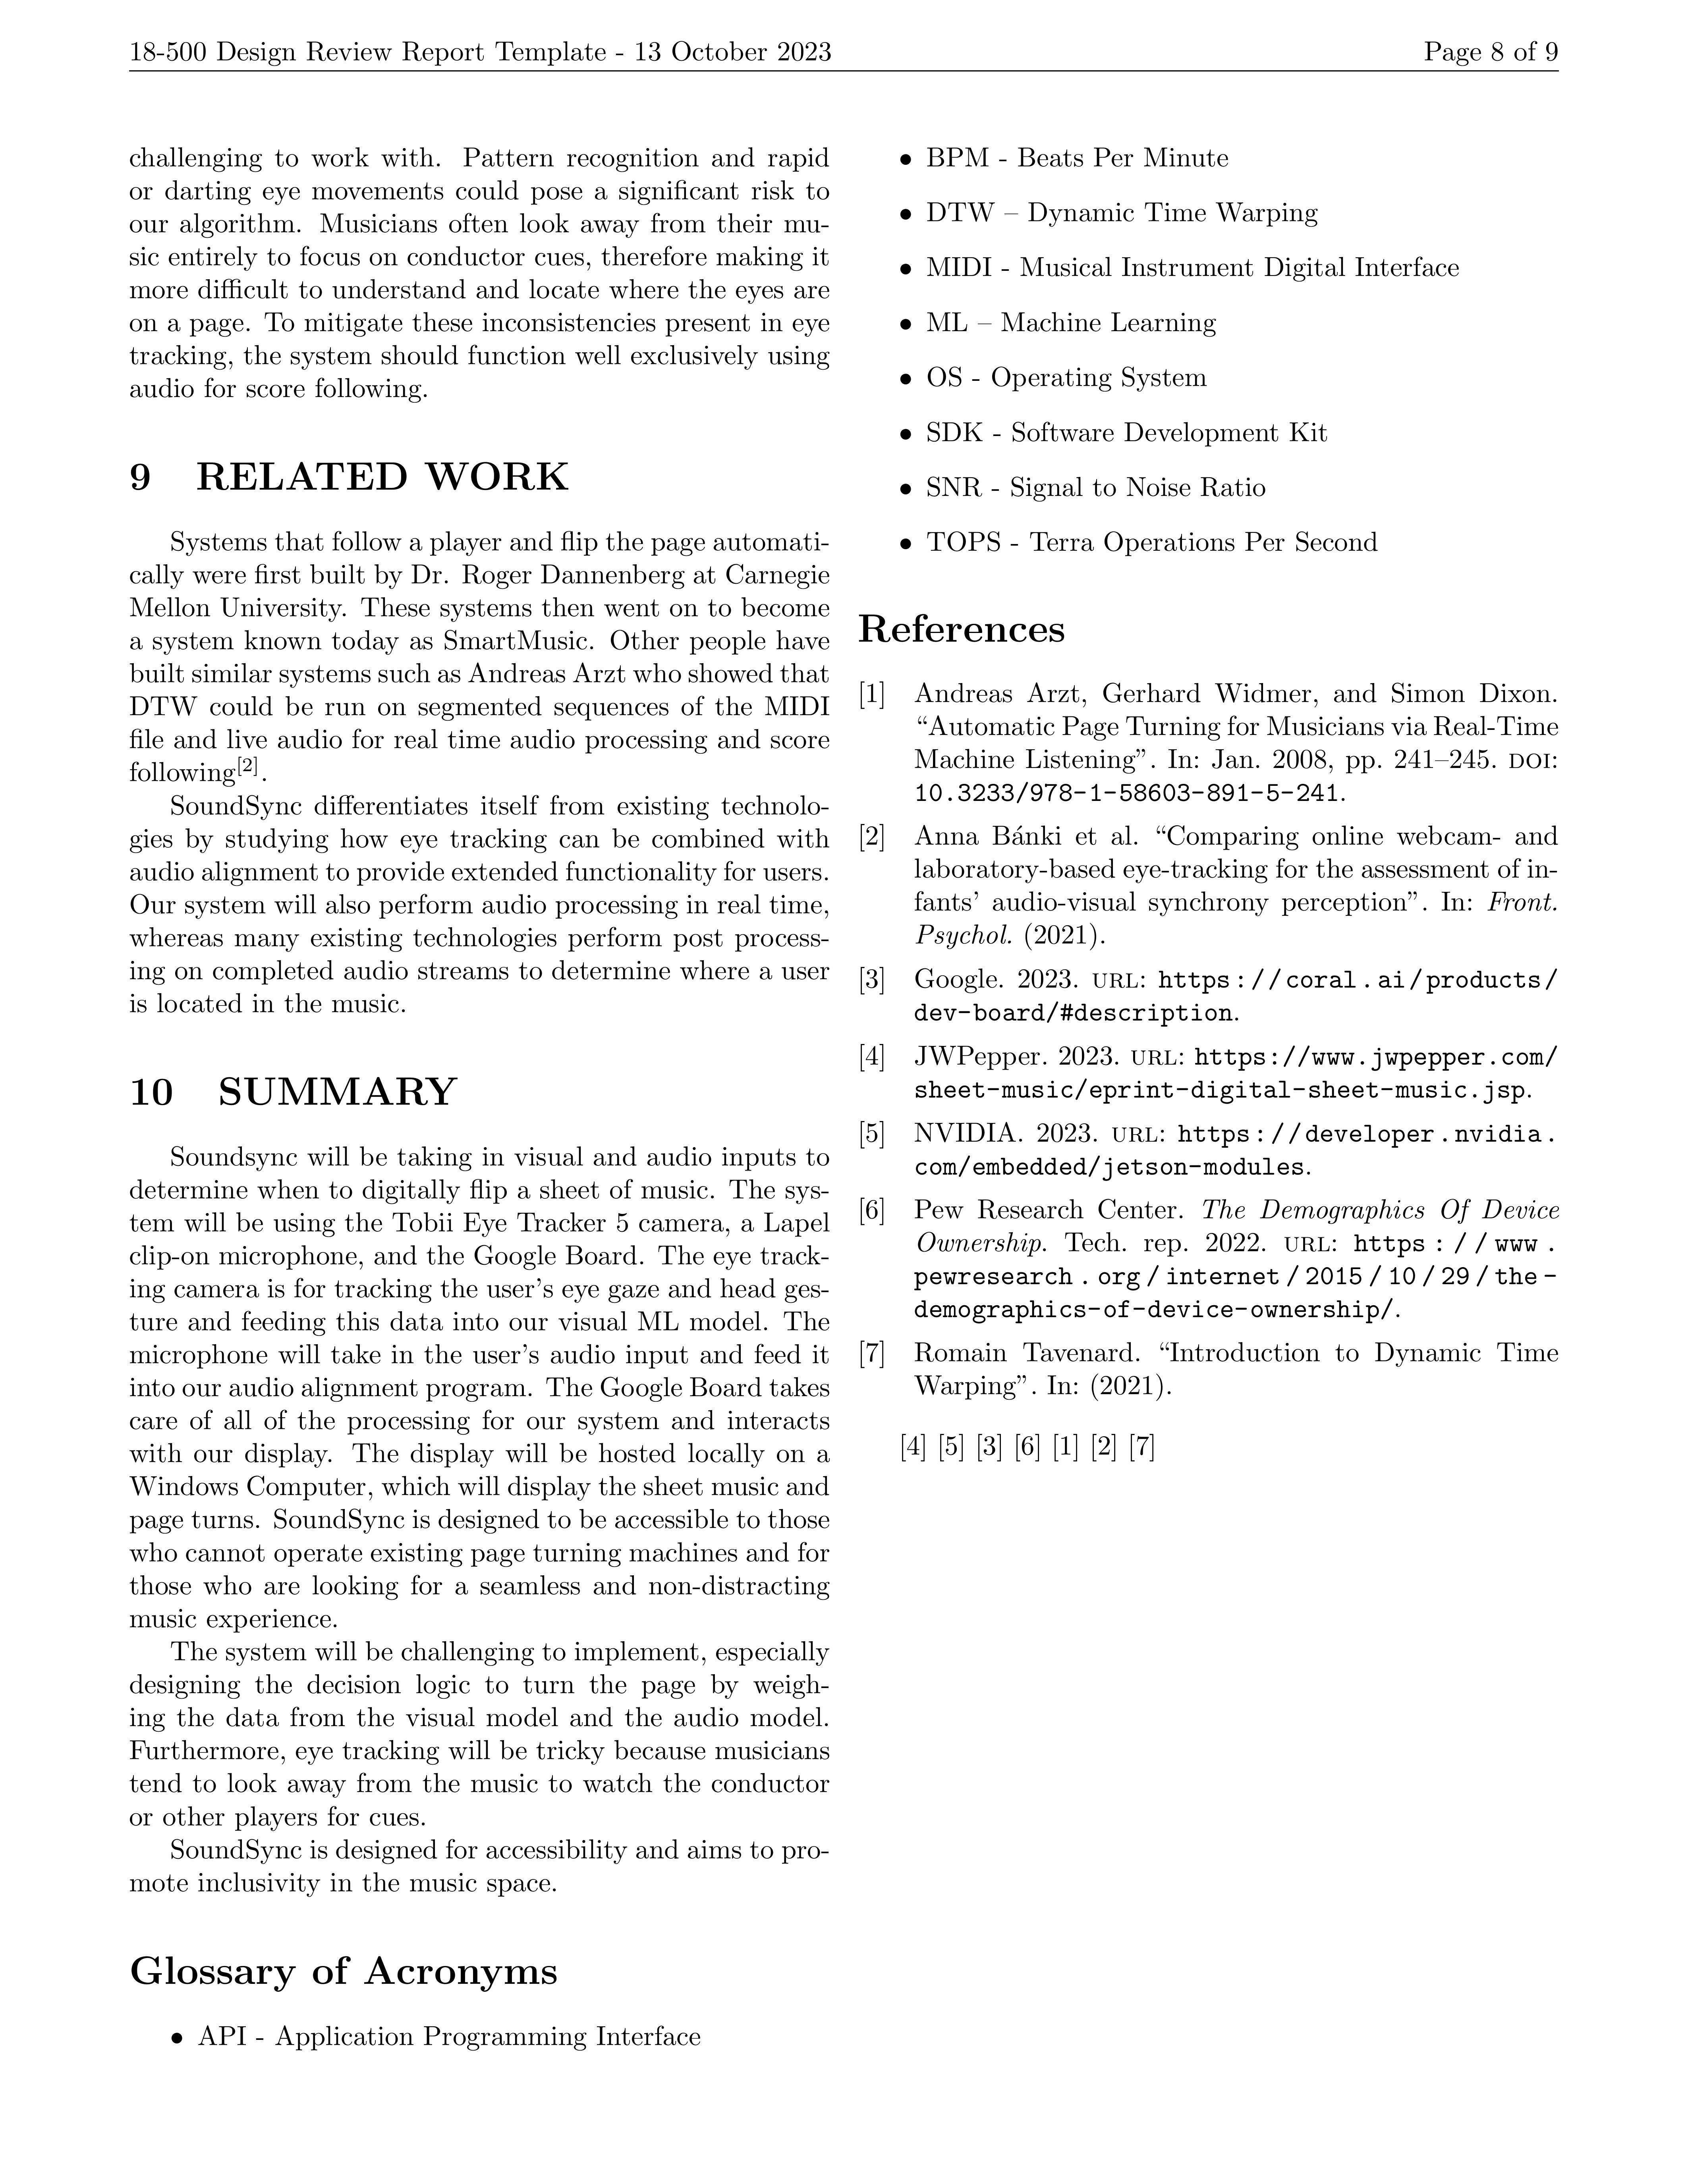 18-500 Design Review Report Template - 13 October 2023 Page 8 of 9
challenging to work with. Pattern recognition and rapid
or darting eye movements could pose a significant risk to
our algorithm. Musicians often look away from their mu-
sic entirely to focus on conductor cues, therefore making it
more difficult to understand and locate where the eyes are
on a page. To mitigate these inconsistencies present in eye
tracking, the system should function well exclusively using
audio for score following.
9 RELATED WORK
Systems that follow a player and flip the page automati-
cally were first built by Dr. Roger Dannenberg at Carnegie
Mellon University. These systems then went on to become
a system known today as SmartMusic. Other people have
built similar systems such as Andreas Arzt who showed that
DTW could be run on segmented sequences of the MIDI
file and live audio for real time audio processing and score
following[2].
SoundSync differentiates itself from existing technolo-
gies by studying how eye tracking can be combined with
audio alignment to provide extended functionality for users.
Our system will also perform audio processing in real time,
whereas many existing technologies perform post process-
ing on completed audio streams to determine where a user
is located in the music.
10 SUMMARY
Soundsync will be taking in visual and audio inputs to
determine when to digitally flip a sheet of music. The sys-
tem will be using the Tobii Eye Tracker 5 camera, a Lapel
clip-on microphone, and the Google Board. The eye track-
ing camera is for tracking the user's eye gaze and head ges-
ture and feeding this data into our visual ML model. The
microphone will take in the user's audio input and feed it
into our audio alignment program. The Google Board takes
care of all of the processing for our system and interacts
with our display. The display will be hosted locally on a
Windows Computer, which will display the sheet music and
page turns. SoundSync is designed to be accessible to those
who cannot operate existing page turning machines and for
those who are looking for a seamless and non-distracting
music experience.
The system will be challenging to implement, especially
designing the decision logic to turn the page by weigh-
ing the data from the visual model and the audio model.
Furthermore, eye tracking will be tricky because musicians
tend to look away from the music to watch the conductor
or other players for cues.
SoundSync is designed for accessibility and aims to pro-
mote inclusivity in the music space.
Glossary of Acronyms
• API - Application Programming Interface
• BPM - Beats Per Minute
• DTW – Dynamic Time Warping
• MIDI - Musical Instrument Digital Interface
• ML – Machine Learning
• OS - Operating System
• SDK - Software Development Kit
• SNR - Signal to Noise Ratio
• TOPS - Terra Operations Per Second
References
[1] Andreas Arzt, Gerhard Widmer, and Simon Dixon.
“Automatic Page Turning for Musicians via Real-Time
Machine Listening”. In: Jan. 2008, pp. 241–245. DOI:
10.3233/978-1-58603-891-5-241.
[2] Anna Bánki et al. “Comparing online webcam- and
laboratory-based eye-tracking for the assessment of in-
fants’ audio-visual synchrony perception”. In: Front.
Psychol. (2021).
[3] Google. 2023. URL: https://coral.ai/products/
dev-board/#description.
[4] JWPepper. 2023. URL: https://www.jwpepper.com/
sheet-music/eprint-digital-sheet-music.jsp.
[5] NVIDIA. 2023. URL: https://developer.nvidia.
com/embedded/jetson-modules.
[6] Pew Research Center. The Demographics Of Device
Ownership. Tech. rep. 2022. URL: https://www.
pewresearch.org/internet/2015/10/29/the-
demographics-of-device-ownership/.
[7] Romain Tavenard. “Introduction to Dynamic Time
Warping”. In: (2021).
[4] [5] [3] [6] [1] [2] [7]